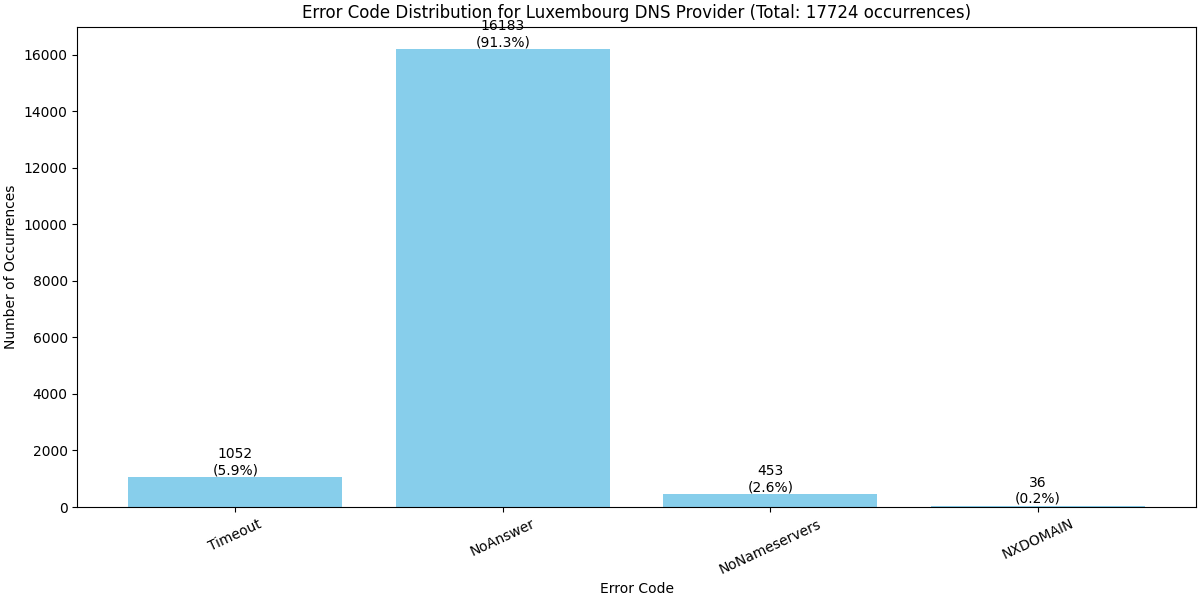 Error Code Distribution for Luxembourg DNS Provider (Total: 17724 occurrences)
16183
(91.3%)
16000
14000
12000
10000
8000
6000
4000
2000
0
Number of Occurrences
1052
(5.9%)
453
(2.6%)
36
(0.2%)
Timeout
NoAnswer
NoNameservers
NXDOMAIN
Error Code